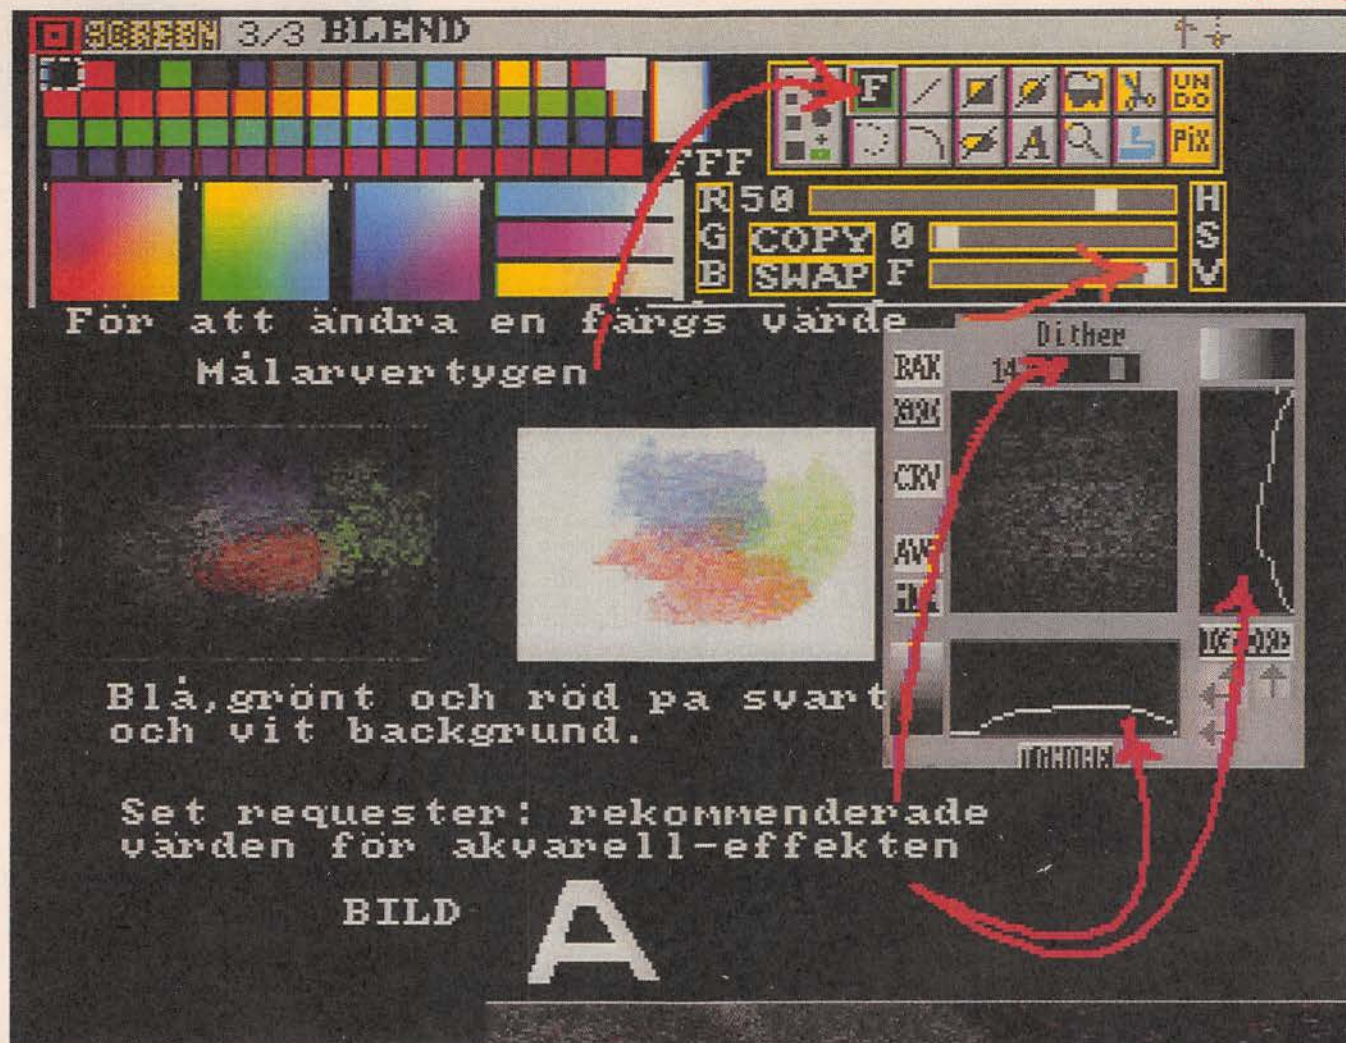 3/3 BLEND
F
UN
DO
A
PiX
FFF
R 50 H
G COPY 0 S
B SWAP F V
För att ändra en färgs värde
Målarvertygen
Dither
14
CRV
Blå,grönt och röd pa svart
och vit backgrund.
Set requester: rekommenderade
värden för akvarell-effekten
BILD A